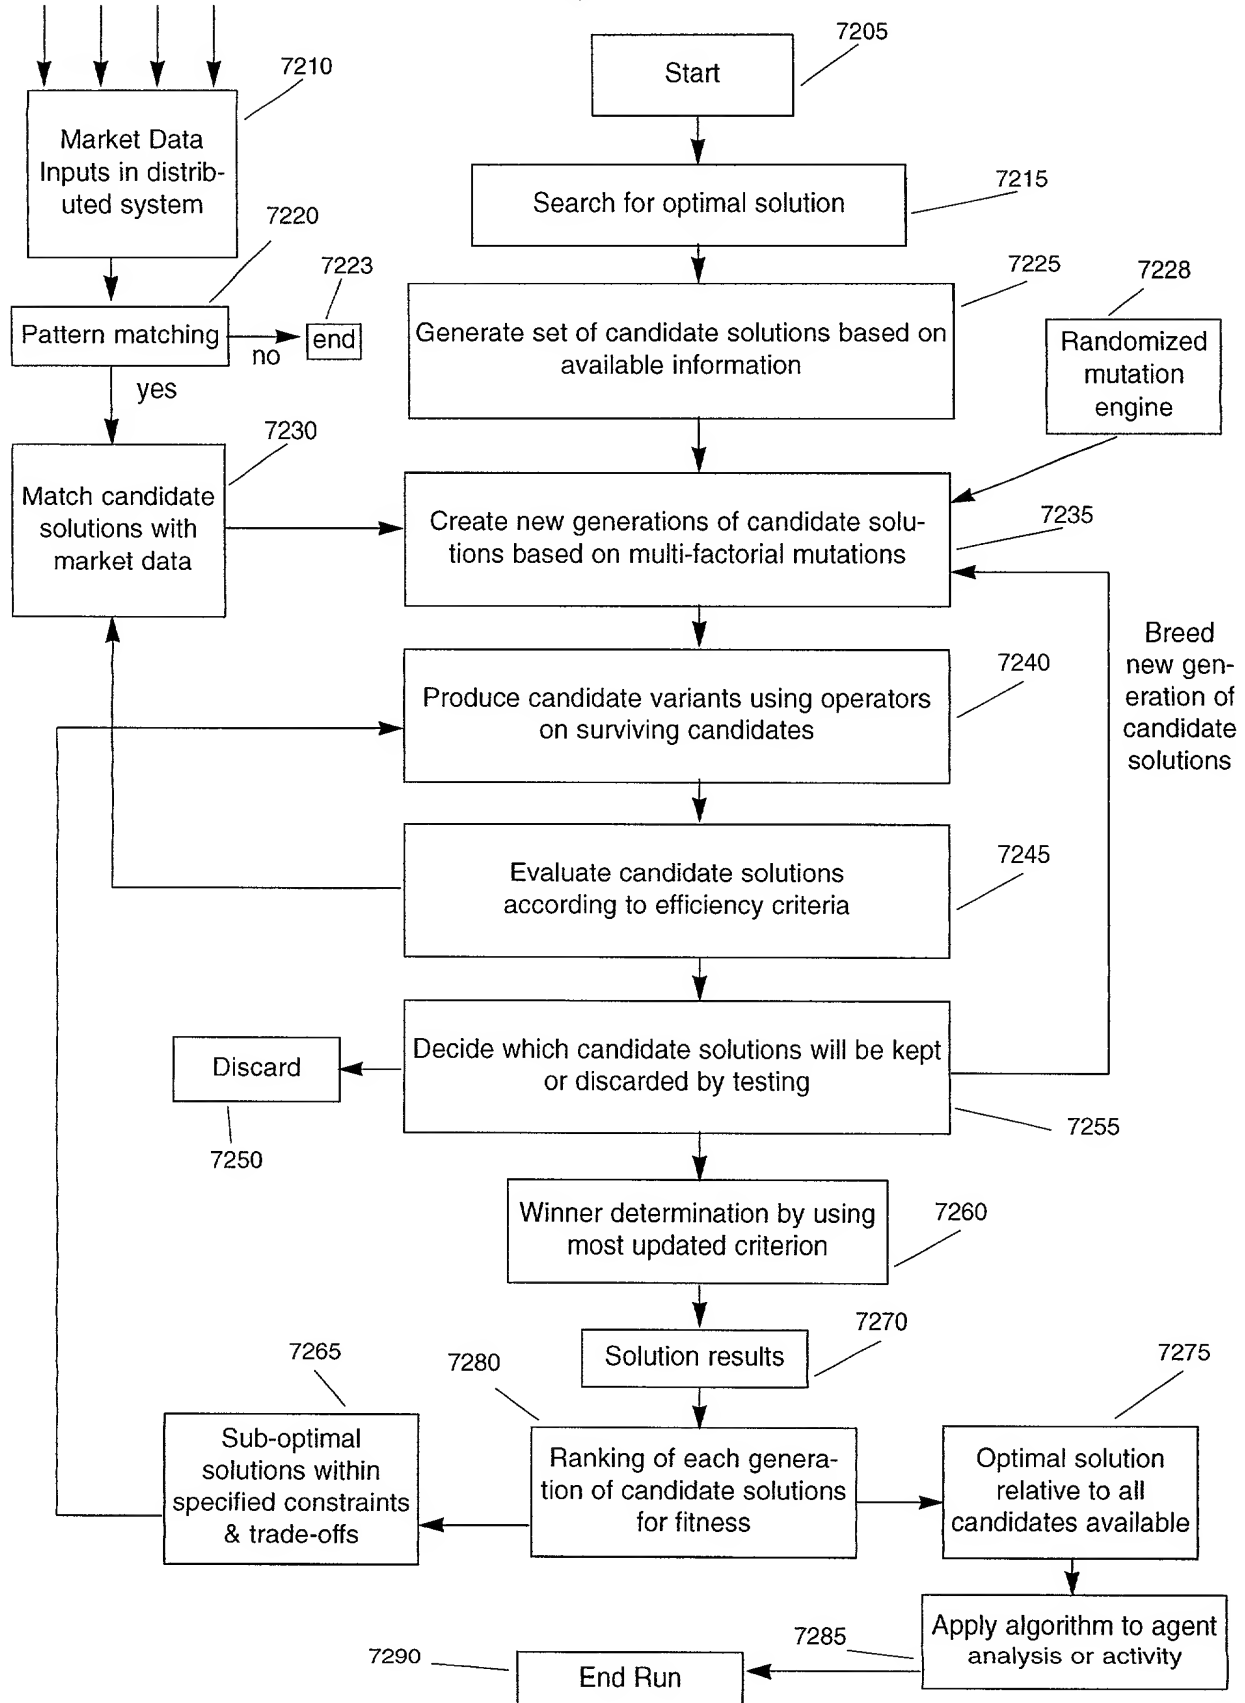 7205
Start
7210
Market Data
Inputs in distrib-
uted system
7215
Search for optimal solution
7220
7223
Pattern matching
no
end
yes
7225
Generate set of candidate solutions based on
available information
7228
Randomized
mutation
engine
7230
Match candidate
solutions with
market data
7235
Create new generations of candidate solu-
tions based on multi-factorial mutations
Breed
new gen-
eration of
candidate
solutions
7240
Produce candidate variants using operators
on surviving candidates
7245
Evaluate candidate solutions
according to efficiency criteria
Discard
7250
Decide which candidate solutions will be kept
or discarded by testing
7255
Winner determination by using
most updated criterion
7260
7270
Solution results
7265
Sub-optimal
solutions within
specified constraints
& trade-offs
7280
Ranking of each genera-
tion of candidate solutions
for fitness
7275
Optimal solution
relative to all
candidates available
7285
Apply algorithm to agent
analysis or activity
7290
End Run